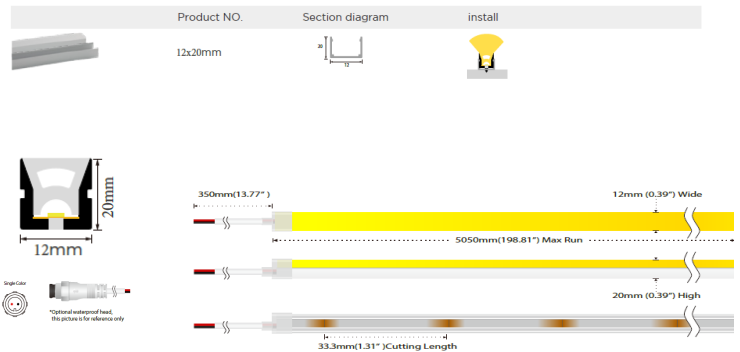 Product NO. Section diagram install
12x20mm
20
12
350mm(13.77" )
12mm (0.39") Wide
20mm
5050mm(198.81") Max Run
12mm
Single Color
20mm (0.39") High
*Optional waterproof head,
this picture is for reference only
33.3mm(1.31" )Cutting Length